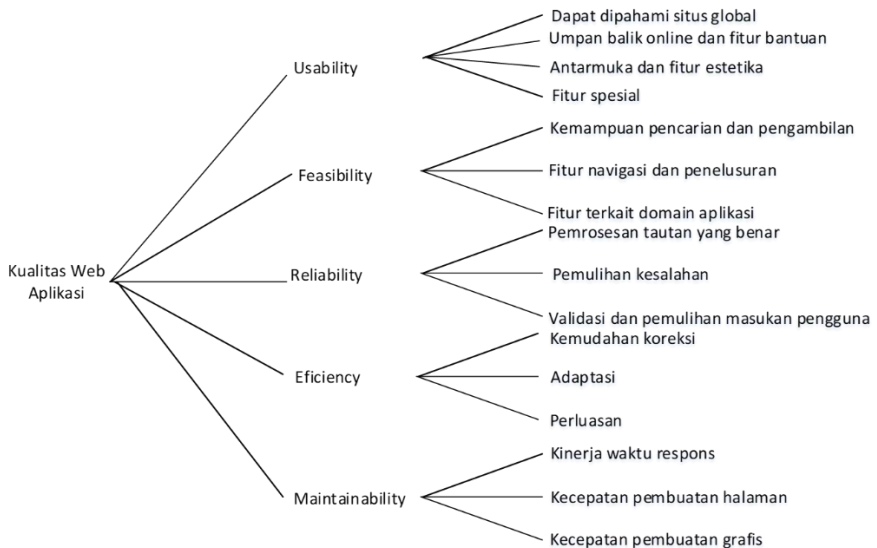 Kualitas Web
Aplikasi
Usability
Dapat dipahami situs global
Umpan balik online dan fitur bantuan
Antarmuka dan fitur estetika
Fitur spesial
Feasibility
Kemampuan pencarian dan pengambilan
Fitur navigasi dan penelusuran
Fitur terkait domain aplikasi
Reliability
Pemrosesan tautan yang benar
Pemulihan kesalahan
Validasi dan pemulihan masukan pengguna
Eficiency
Kemudahan koreksi
Adaptasi
Perluasan
Maintainability
Kinerja waktu respons
Kecepatan pembuatan halaman
Kecepatan pembuatan grafis